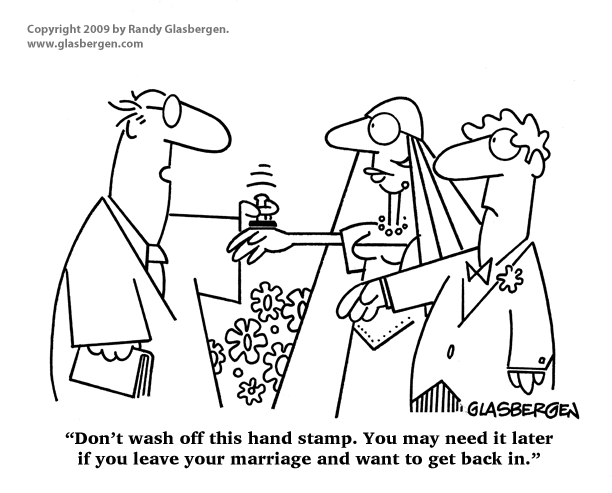 Copyright 2009 by Randy Glasbergen.
www.glasbergen.com
GLASBERGEN
“Don’t wash off this hand stamp. You may need it later
if you leave your marriage and want to get back in.”